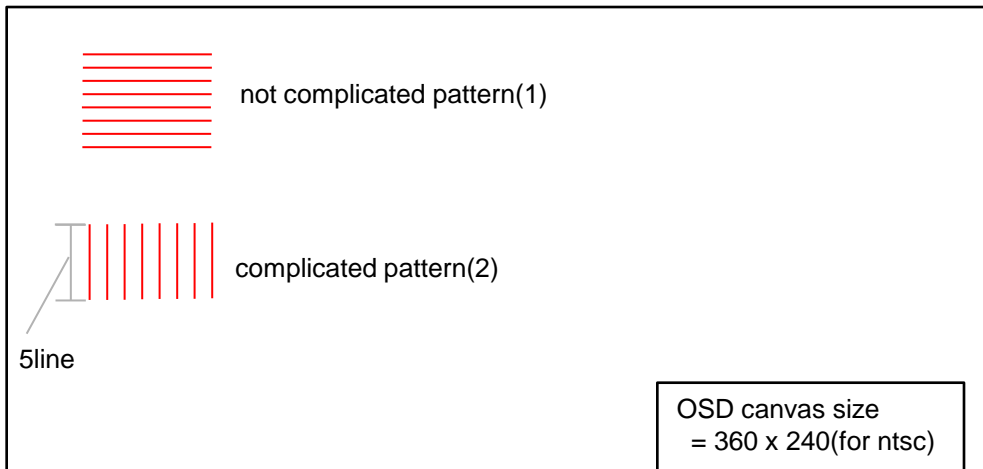 not complicated pattern(1)
complicated pattern(2)
5line
OSD canvas size
= 360 x 240(for ntsc)